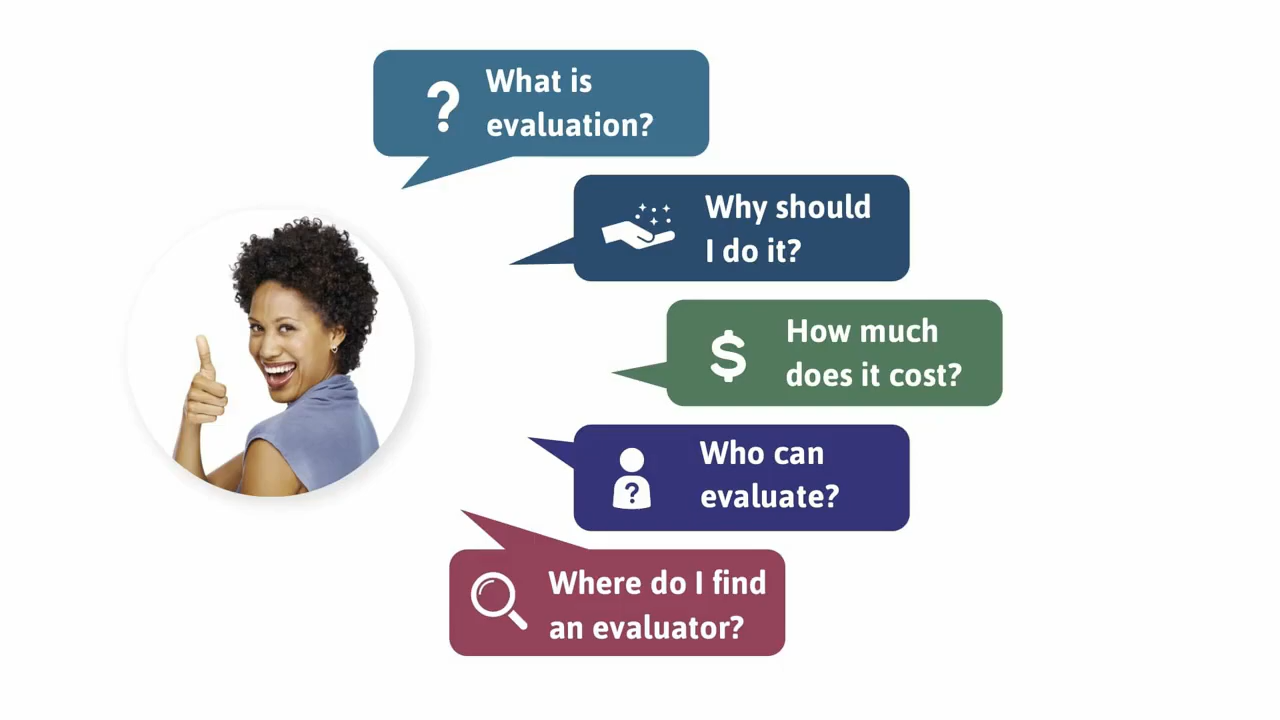 What is
evaluation?
Why should
I do it?
How much
does it cost?
Who can
evaluate?
Where do I find
an evaluator?